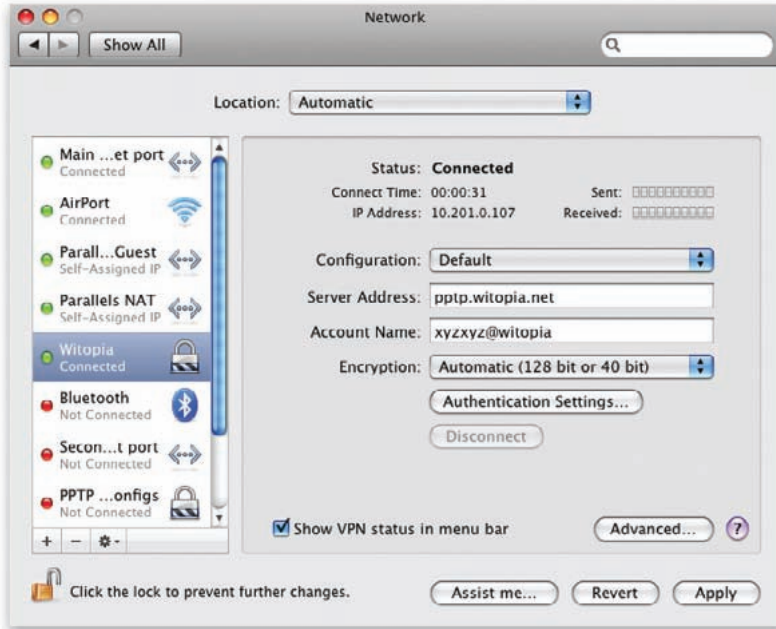 Network
Show All
Location: Automatic
Main ...et port
Connected
AirPort
Connected
Parall...Guest
Self-Assigned IP
Parallels NAT
Self-Assigned IP
Witopia
Connected
Bluetooth
Not Connected
Secon...t port
Not Connected
PPTP ...onfigs
Not Connected
Status: Connected
Connect Time: 00:00:31 Sent:
IP Address: 10.201.0.107 Received:
Configuration: Default
Server Address: pptp.witopia.net
Account Name: xyzxyz@witopia
Encryption: Automatic (128 bit or 40 bit)
Authentication Settings...
Disconnect
Show VPN status in menu bar
Advanced... ?
Click the lock to prevent further changes.
Assist me... Revert Apply